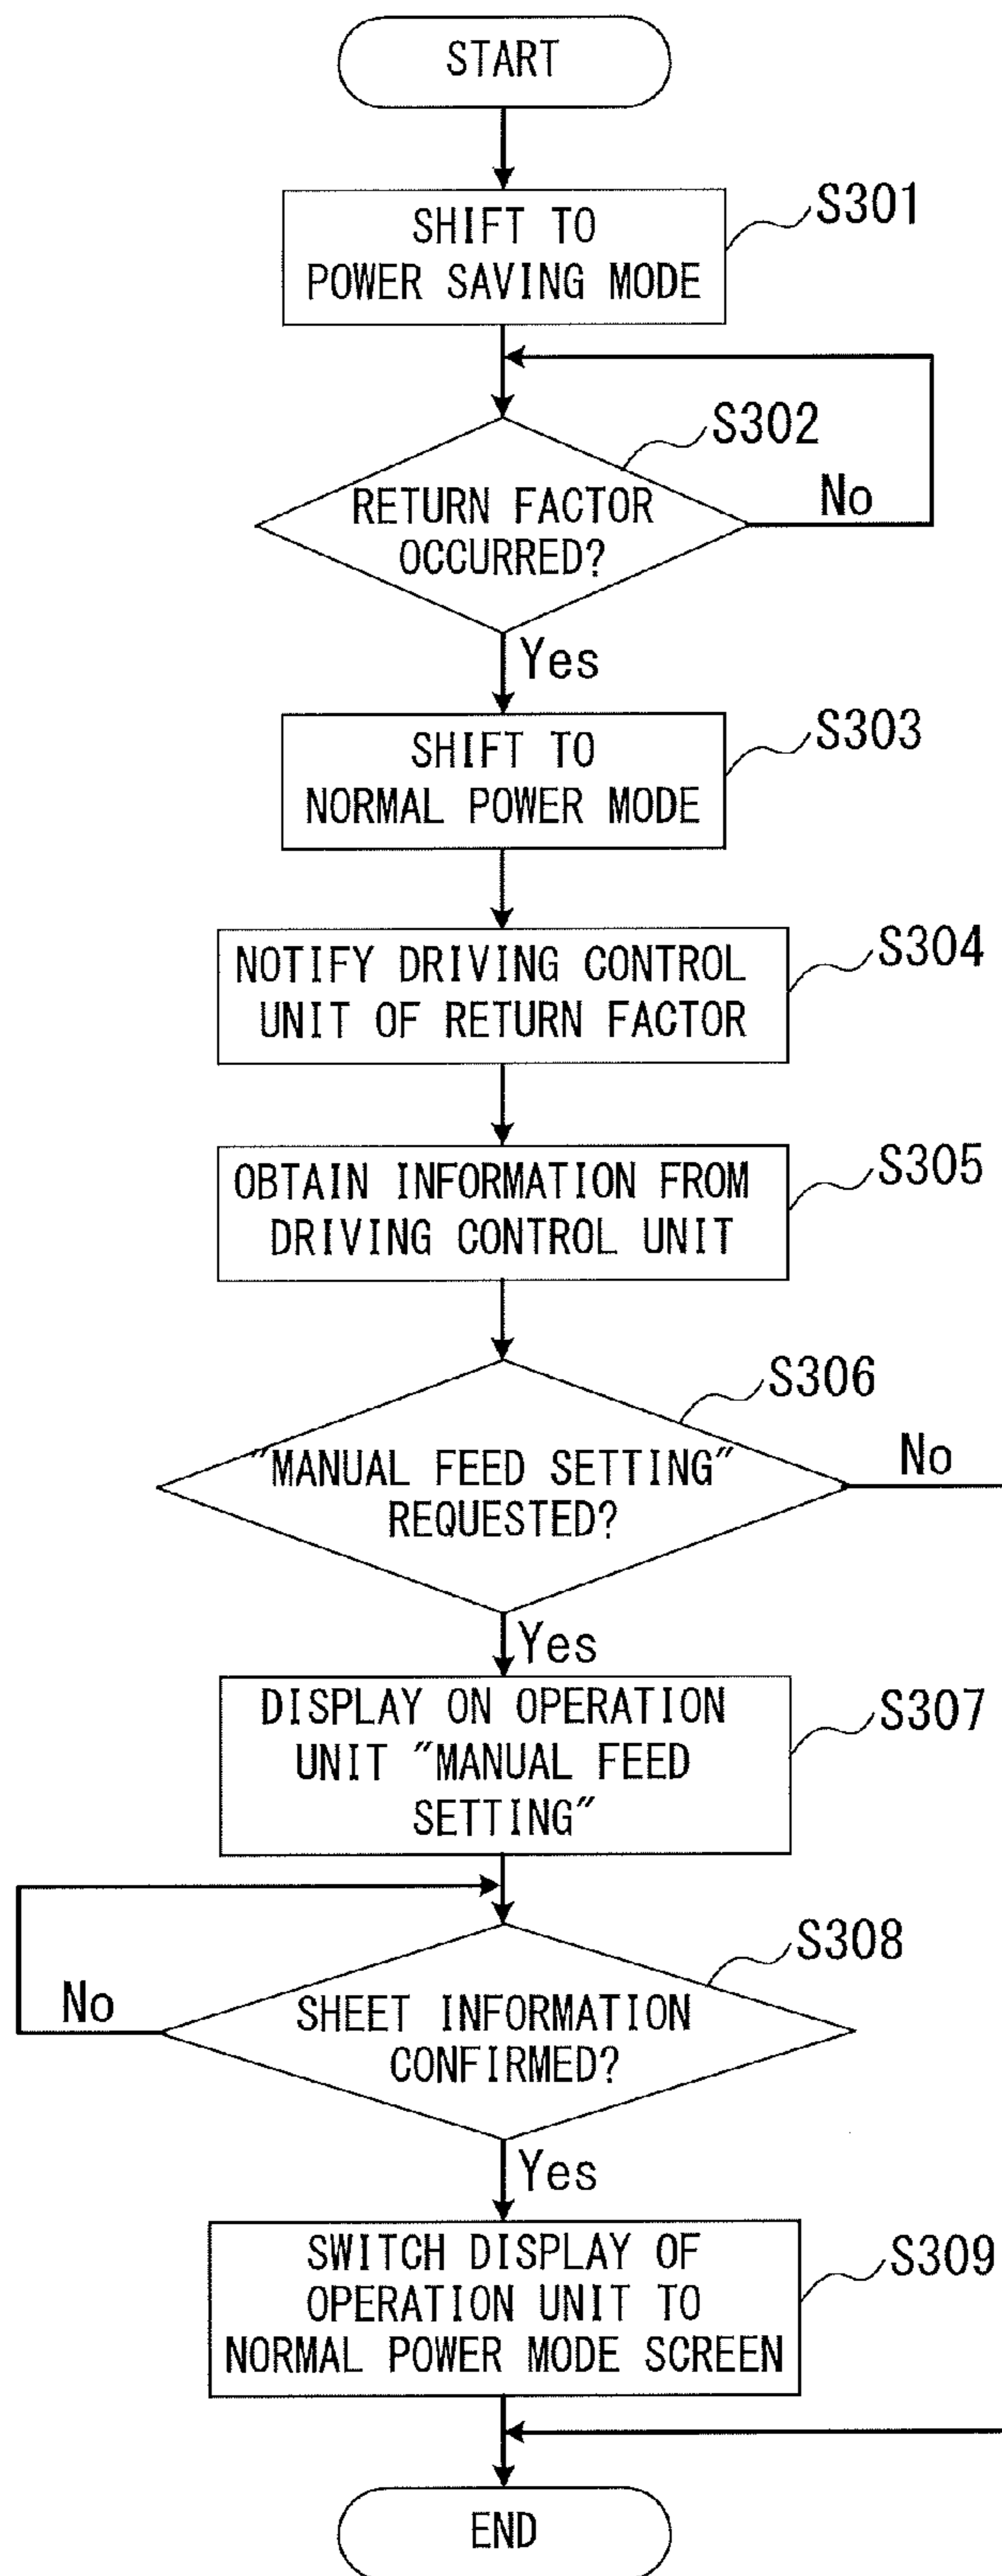 START
SHIFT TO
POWER SAVING MODE
S301
RETURN FACTOR
OCCURRED?
S302
No
Yes
SHIFT TO
NORMAL POWER MODE
S303
NOTIFY DRIVING CONTROL
UNIT OF RETURN FACTOR
S304
OBTAIN INFORMATION FROM
DRIVING CONTROL UNIT
S305
"MANUAL FEED SETTING"
REQUESTED?
S306
No
Yes
DISPLAY ON OPERATION
UNIT "MANUAL FEED
SETTING"
S307
SHEET INFORMATION
CONFIRMED?
S308
No
Yes
SWITCH DISPLAY OF
OPERATION UNIT TO
NORMAL POWER MODE SCREEN
S309
END